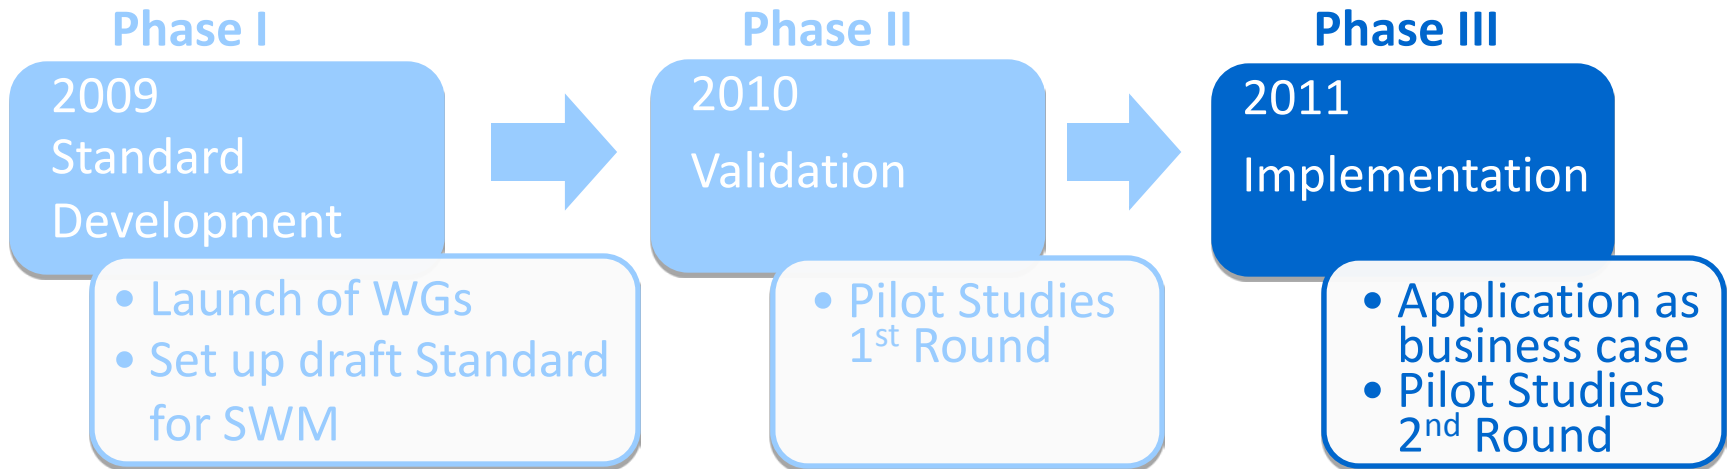 Phase I
2009
Standard
Development
• Launch of WGs
• Set up draft Standard
for SWM
Phase II
2010
Validation
• Pilot Studies
1st Round
Phase III
2011
Implementation
• Application as
business case
• Pilot Studies
2nd Round